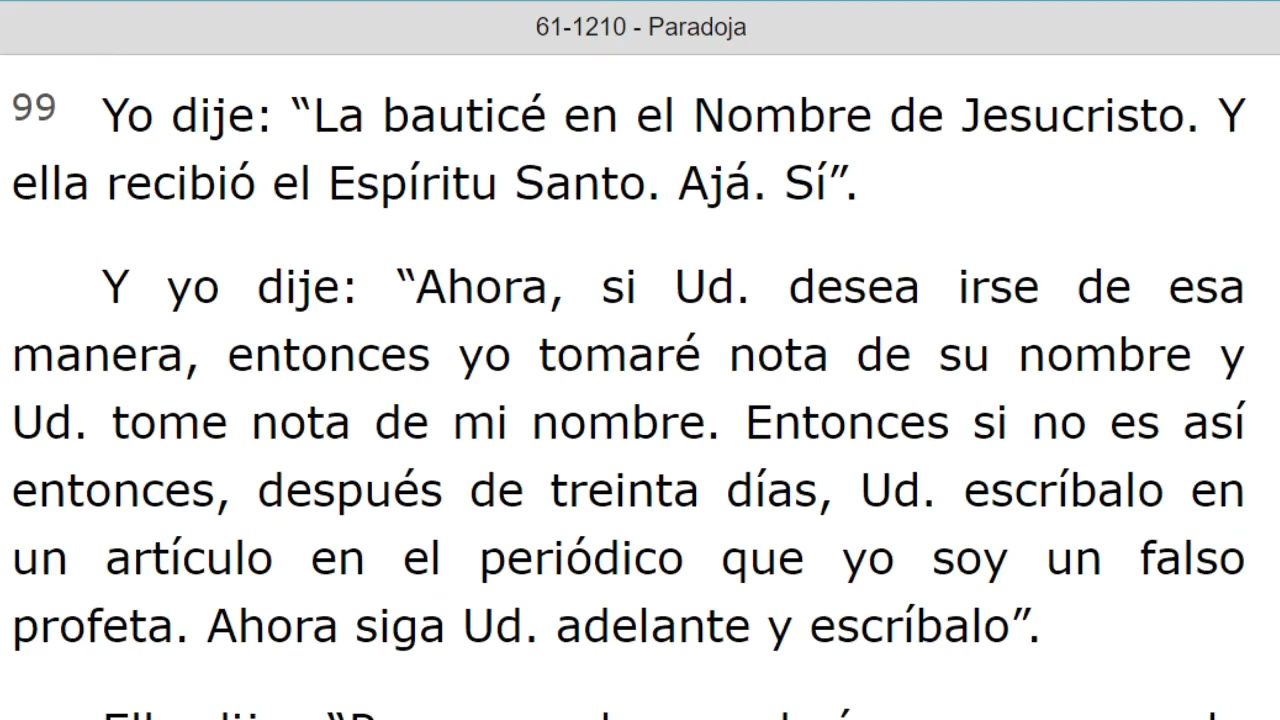 61-1210 - Paradoja
99 Yo dije: “La bauticé en el Nombre de Jesucristo. Y
ella recibió el Espíritu Santo. Ajá. Sí”.
Y yo dije: “Ahora, si Ud. desea irse de esa
manera, entonces yo tomaré nota de su nombre y
Ud. tome nota de mi nombre. Entonces si no es así
entonces, después de treinta días, Ud. escríbalo en
un artículo en el periódico que yo soy un falso
profeta. Ahora siga Ud. adelante y escríbalo”.